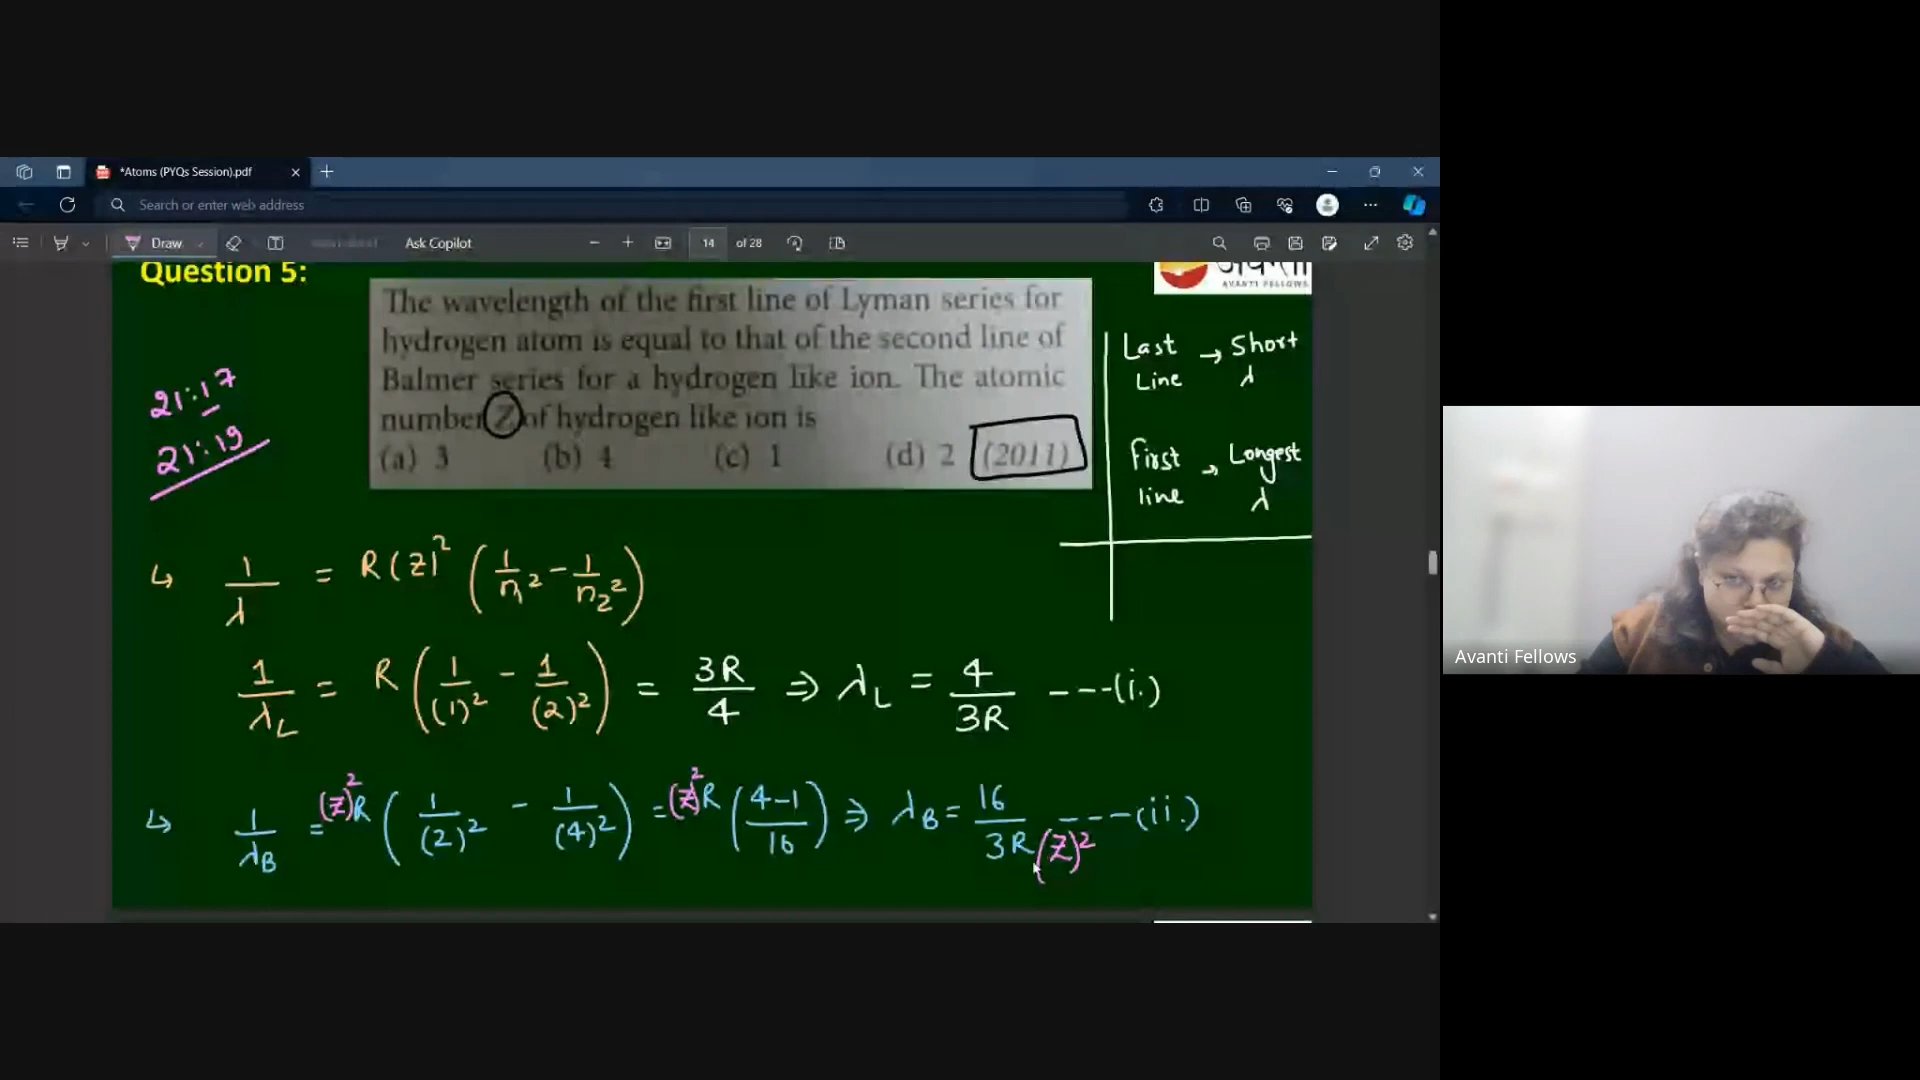 *Atoms (PYQs Session).pdf
Search or enter web address
Draw
Ask Copilot
14 of 28
Question 5:
AVANTI FELLOWS
The wavelength of the first line of Lyman series for
hydrogen atom is equal to that of the second line of
Balmer series for a hydrogen like ion. The atomic
number Z of hydrogen like ion is
(a) 3 (b) 4 (c) 1 (d) 2 (2011)
21:17
21:19
Last Line → Short λ
First line → Longest λ
↳ 1/λ = R(Z)² (1/n₁² − 1/n₂²)
1/λL = R(1/(1)² − 1/(2)²) = 3R/4 ⇒ λL = 4/3R ---(i.)
↳ 1/λB = (Z)²R (1/(2)² − 1/(4)²) = (Z)²R (4-1/16) ⇒ λB = 16/3R(Z)² ---(ii.)
Avanti Fellows